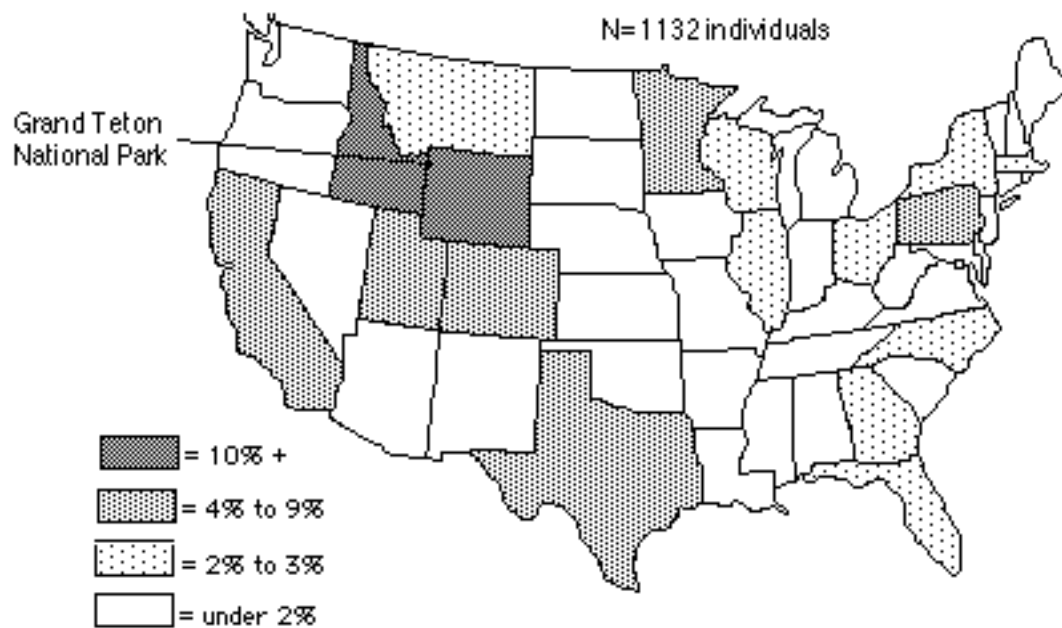 N=1132 individuals
Grand Teton
National Park
= 10% +
= 4% to 9%
= 2% to 3%
= under 2%